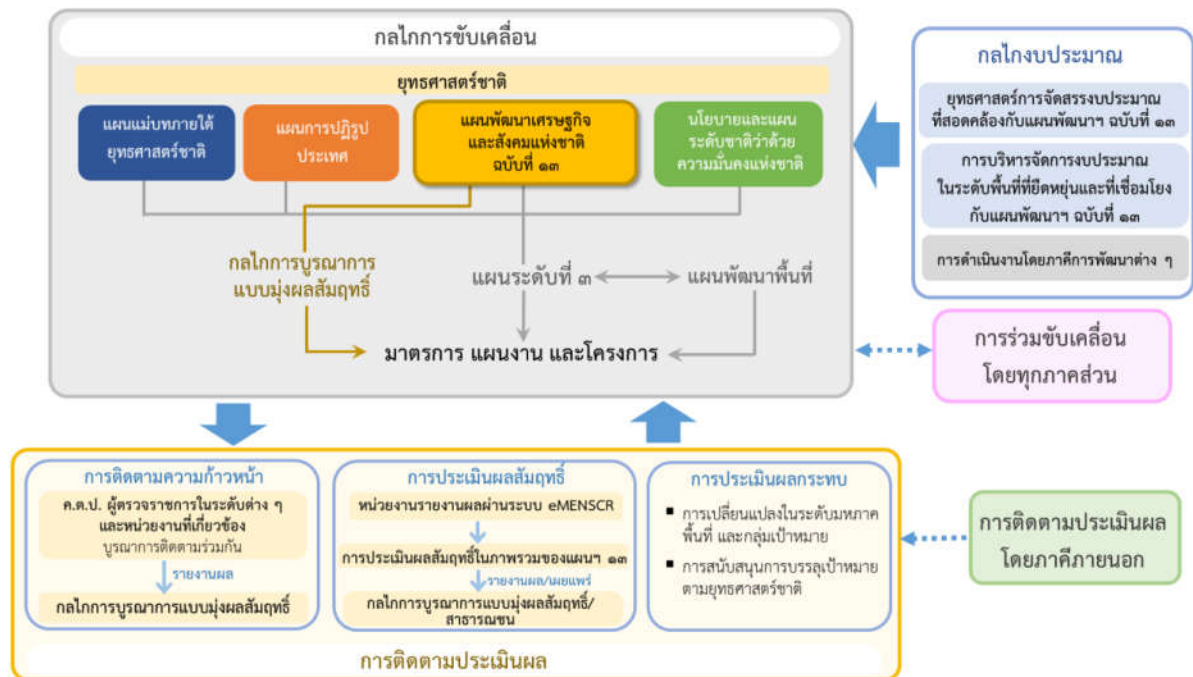 กลไกการขับเคลื่อน
ยุทธศาสตร์ชาติ
แผนแม่บทภายใต้
ยุทธศาสตร์ชาติ
แผนการปฏิรูป
ประเทศ
แผนพัฒนาเศรษฐกิจ
และสังคมแห่งชาติ
ฉบับที่ ๑๓
นโยบายและแผน
ระดับชาติว่าด้วย
ความมั่นคงแห่งชาติ
กลไกการบูรณาการ
แบบมุ่งผลสัมฤทธิ์
แผนระดับที่ ๓
แผนพัฒนาพื้นที่
มาตรการ แผนงาน และโครงการ
กลไกงบประมาณ
ยุทธศาสตร์การจัดสรรงบประมาณ
ที่สอดคล้องกับแผนพัฒนาฯ ฉบับที่ ๑๓
การบริหารจัดการงบประมาณ
ในระดับพื้นที่ที่ยืดหยุ่นและที่เชื่อมโยง
กับแผนพัฒนาฯ ฉบับที่ ๑๓
การดำเนินงานโดยภาคีการพัฒนาต่าง ๆ
การร่วมขับเคลื่อน
โดยทุกภาคส่วน
การติดตามความก้าวหน้า
ค.ต.ป. ผู้ตรวจราชการในระดับต่าง ๆ
และหน่วยงานที่เกี่ยวข้อง
บูรณาการติดตามร่วมกัน
รายงานผล
กลไกการบูรณาการแบบมุ่งผลสัมฤทธิ์
การประเมินผลสัมฤทธิ์
หน่วยงานรายงานผลผ่านระบบ eMENSCR
การประเมินผลสัมฤทธิ์ในภาพรวมของแผนฯ ๑๓
รายงานผล/เผยแพร่
กลไกการบูรณาการแบบมุ่งผลสัมฤทธิ์/
สาธารณชน
การประเมินผลกระทบ
▪ การเปลี่ยนแปลงในระดับมหภาค
พื้นที่ และกลุ่มเป้าหมาย
▪ การสนับสนุนการบรรลุเป้าหมาย
ตามยุทธศาสตร์ชาติ
การติดตามประเมินผล
การติดตามประเมินผล
โดยภาคีภายนอก